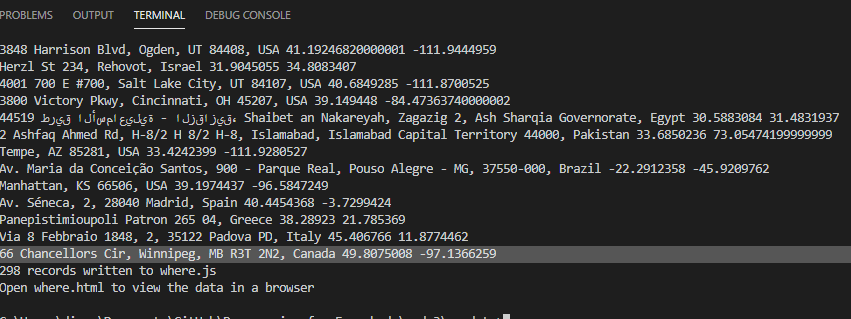 PROBLEMS OUTPUT TERMINAL DEBUG CONSOLE
3848 Harrison Blvd, Ogden, UT 84408, USA 41.19246820000001 -111.9444959
Herzl St 234, Rehovot, Israel 31.9045055 34.8083407
4001 700 E #700, Salt Lake City, UT 84107, USA 40.6849285 -111.8700525
3800 Victory Pkwy, Cincinnati, OH 45207, USA 39.149448 -84.47363740000002
44519 طريق الأسماعيلية - الزقازيق، Shaibet an Nakareyah, Zagazig 2, Ash Sharqia Governorate, Egypt 30.5883084 31.4831937
2 Ashfaq Ahmed Rd, H-8/2 H 8/2 H-8, Islamabad, Islamabad Capital Territory 44000, Pakistan 33.6850236 73.05474199999999
Tempe, AZ 85281, USA 33.4242399 -111.9280527
Av. Maria da Conceição Santos, 900 - Parque Real, Pouso Alegre - MG, 37550-000, Brazil -22.2912358 -45.9209762
Manhattan, KS 66506, USA 39.1974437 -96.5847249
Av. Séneca, 2, 28040 Madrid, Spain 40.4454368 -3.7299424
Panepistimioupoli Patron 265 04, Greece 38.28923 21.785369
Via 8 Febbraio 1848, 2, 35122 Padova PD, Italy 45.406766 11.8774462
66 Chancellors Cir, Winnipeg, MB R3T 2N2, Canada 49.8075008 -97.1366259
298 records written to where.js
Open where.html to view the data in a browser